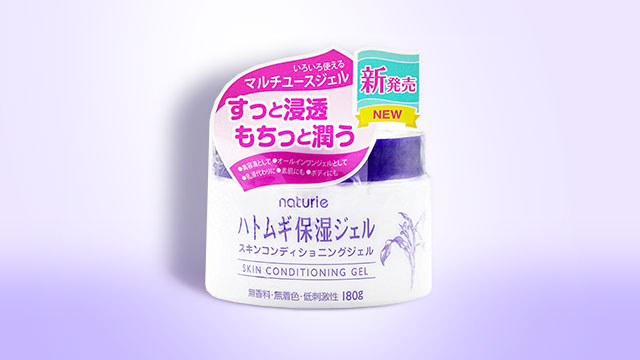 いろいろ使える
マルチユースジェル
すっと浸透
もちっと潤う
●美容液として●オールインワンジェルとして
●乳液代わりに●素肌にも●ボディにも
新発売
NEW
naturie
ハトムギ保湿ジェル
スキンコンディショニングジェル
SKIN CONDITIONING GEL
無香料・無着色・低刺激性 180g